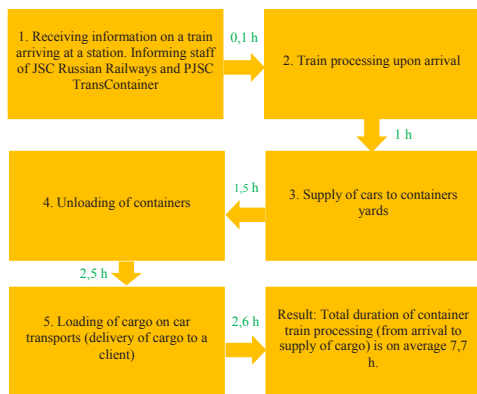 1. Receiving information on a train
arriving at a station. Informing staff
of JSC Russian Railways and PJSC
TransContainer
0,1 h
2. Train processing upon arrival
1 h
3. Supply of cars to containers
yards
1,5 h
4. Unloading of containers
2,5 h
5. Loading of cargo on car
transports (delivery of cargo to a
client)
2,6 h
Result: Total duration of container
train processing (from arrival to
supply of cargo) is on average 7,7
h.